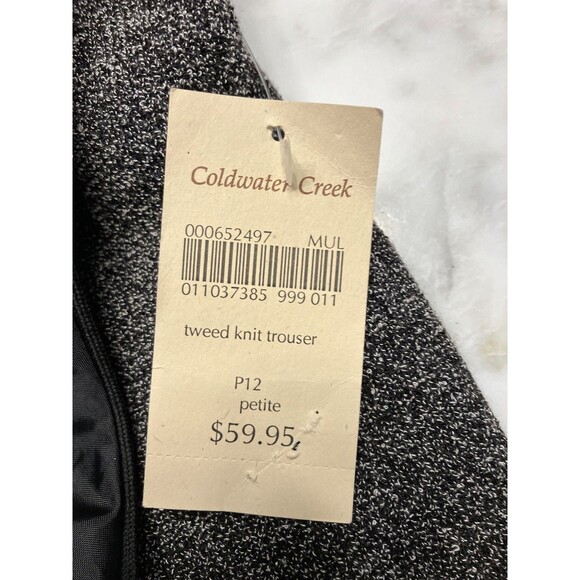 Coldwater Creek
000652497 MUL
011037385 999 011
tweed knit trouser
P12
petite
$59.95